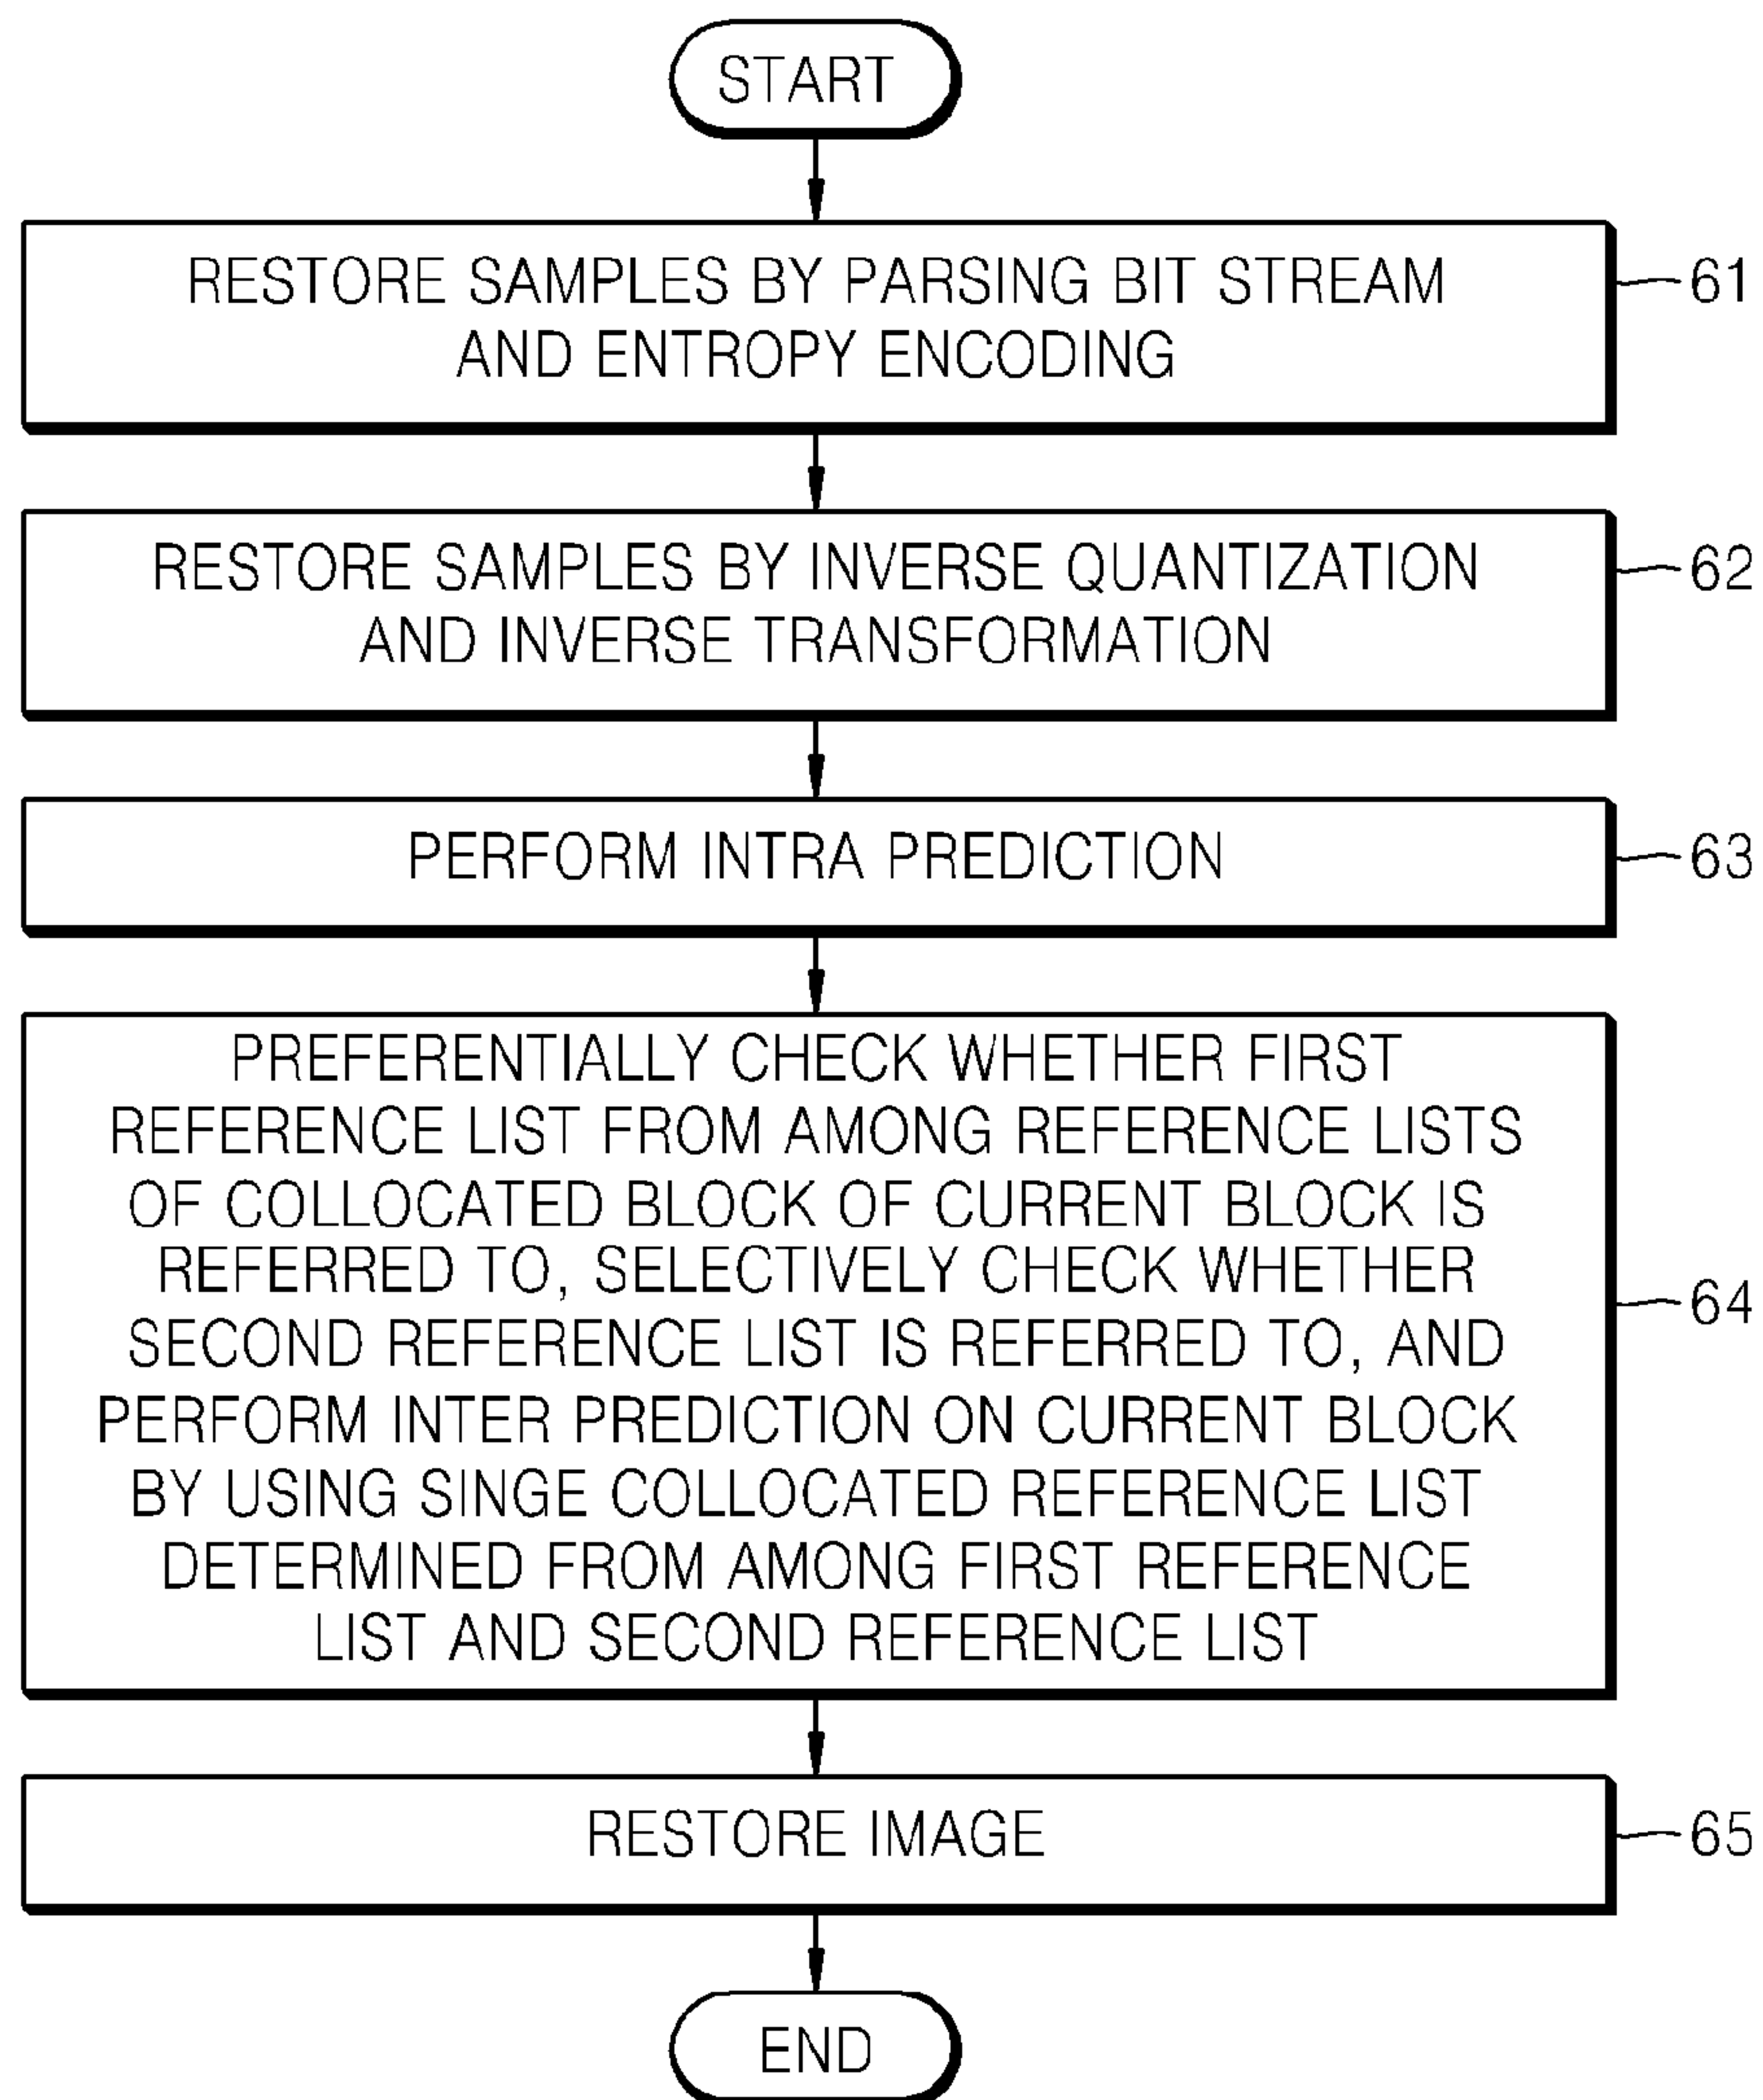 START
RESTORE SAMPLES BY PARSING BIT STREAM
AND ENTROPY ENCODING
61
RESTORE SAMPLES BY INVERSE QUANTIZATION
AND INVERSE TRANSFORMATION
62
PERFORM INTRA PREDICTION
63
PREFERENTIALLY CHECK WHETHER FIRST
REFERENCE LIST FROM AMONG REFERENCE LISTS
OF COLLOCATED BLOCK OF CURRENT BLOCK IS
REFERRED TO, SELECTIVELY CHECK WHETHER
SECOND REFERENCE LIST IS REFERRED TO, AND
PERFORM INTER PREDICTION ON CURRENT BLOCK
BY USING SINGE COLLOCATED REFERENCE LIST
DETERMINED FROM AMONG FIRST REFERENCE
LIST AND SECOND REFERENCE LIST
64
RESTORE IMAGE
65
END